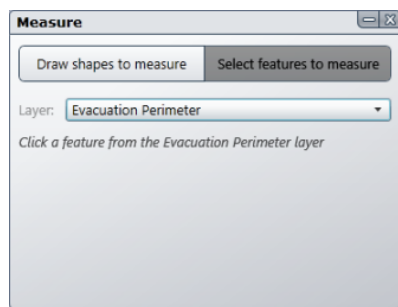 Measure
Draw shapes to measure Select features to measure
Layer: Evacuation Perimeter
Click a feature from the Evacuation Perimeter layer